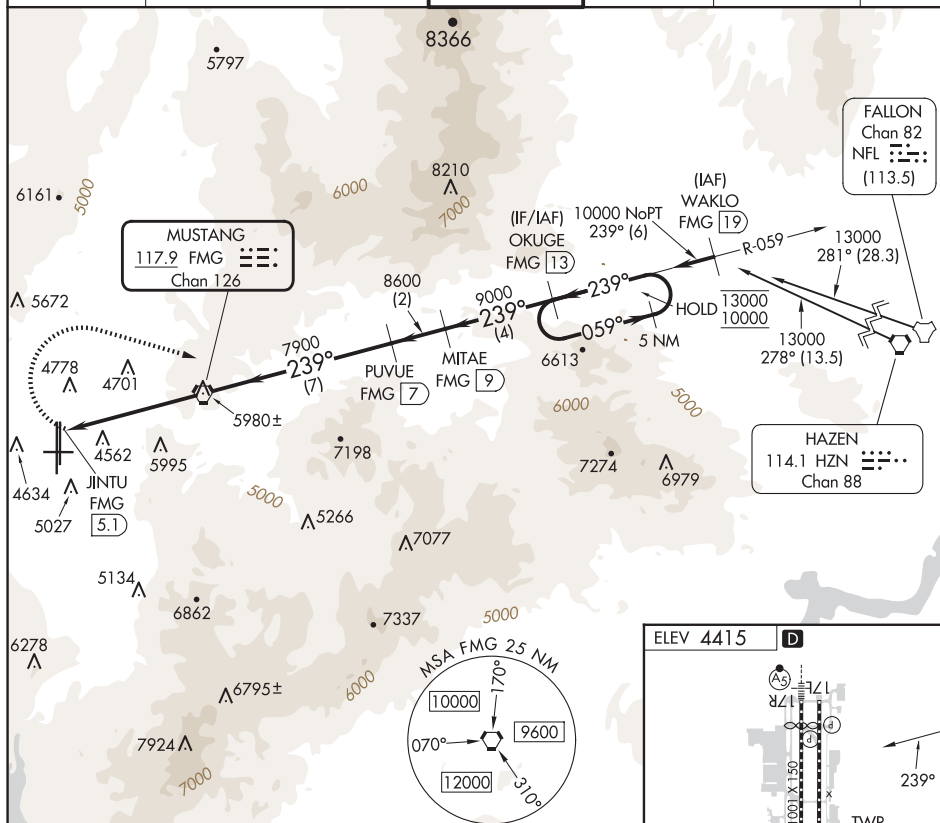 8366
5797
FALLON
Chan 82
NFL
(113.5)
8210
6161
5000
6000
7000
(IAF)
WAKLO
FMG 19
10000 NoPT
239° (6)
(IF/IAF)
OKUGE
FMG 13
R-059
13000
281° (28.3)
MUSTANG
117.9 FMG
Chan 126
8600
(2)
9000
239°
(4)
239°
059°
HOLD
13000
10000
5 NM
13000
278° (13.5)
5672
7900
239°
(7)
PUVUE
FMG 7
MITAE
FMG 9
6613
4778
4701
5980±
6000
5000
4634
4562
5995
7198
7274
6979
HAZEN
114.1 HZN
Chan 88
JINTU
FMG
5.1
5027
5000
5266
7077
5134
6862
7337
5000
6278
6795±
6000
7924
7000
MSA FMG 25 NM
170°
10000
070°
9600
12000
310°
ELEV 4415
D
A5
17R
17L
P
P
1001 X 150
X
239°
TWR